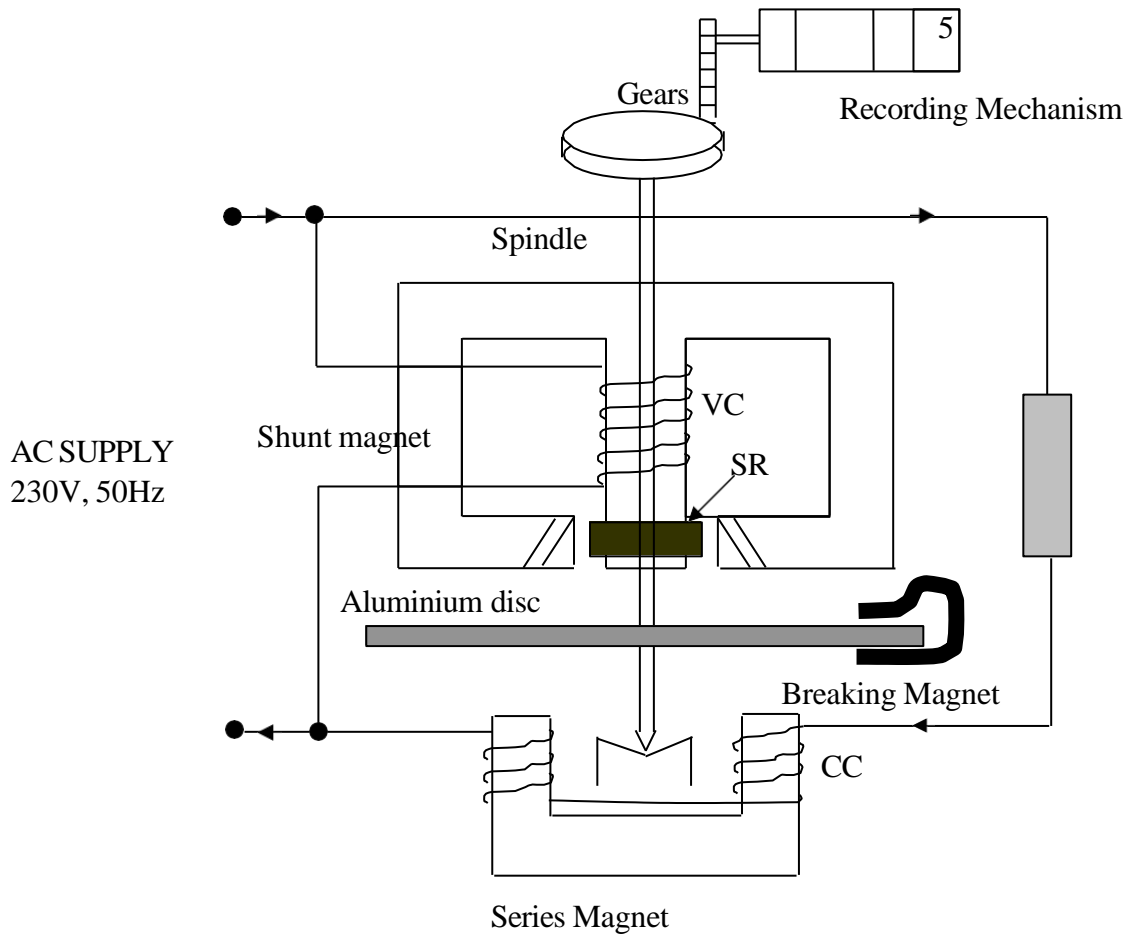 5
Gears
Recording Mechanism
Spindle
VC
Shunt magnet
SR
AC SUPPLY
230V, 50Hz
Aluminium disc
Breaking Magnet
CC
Series Magnet